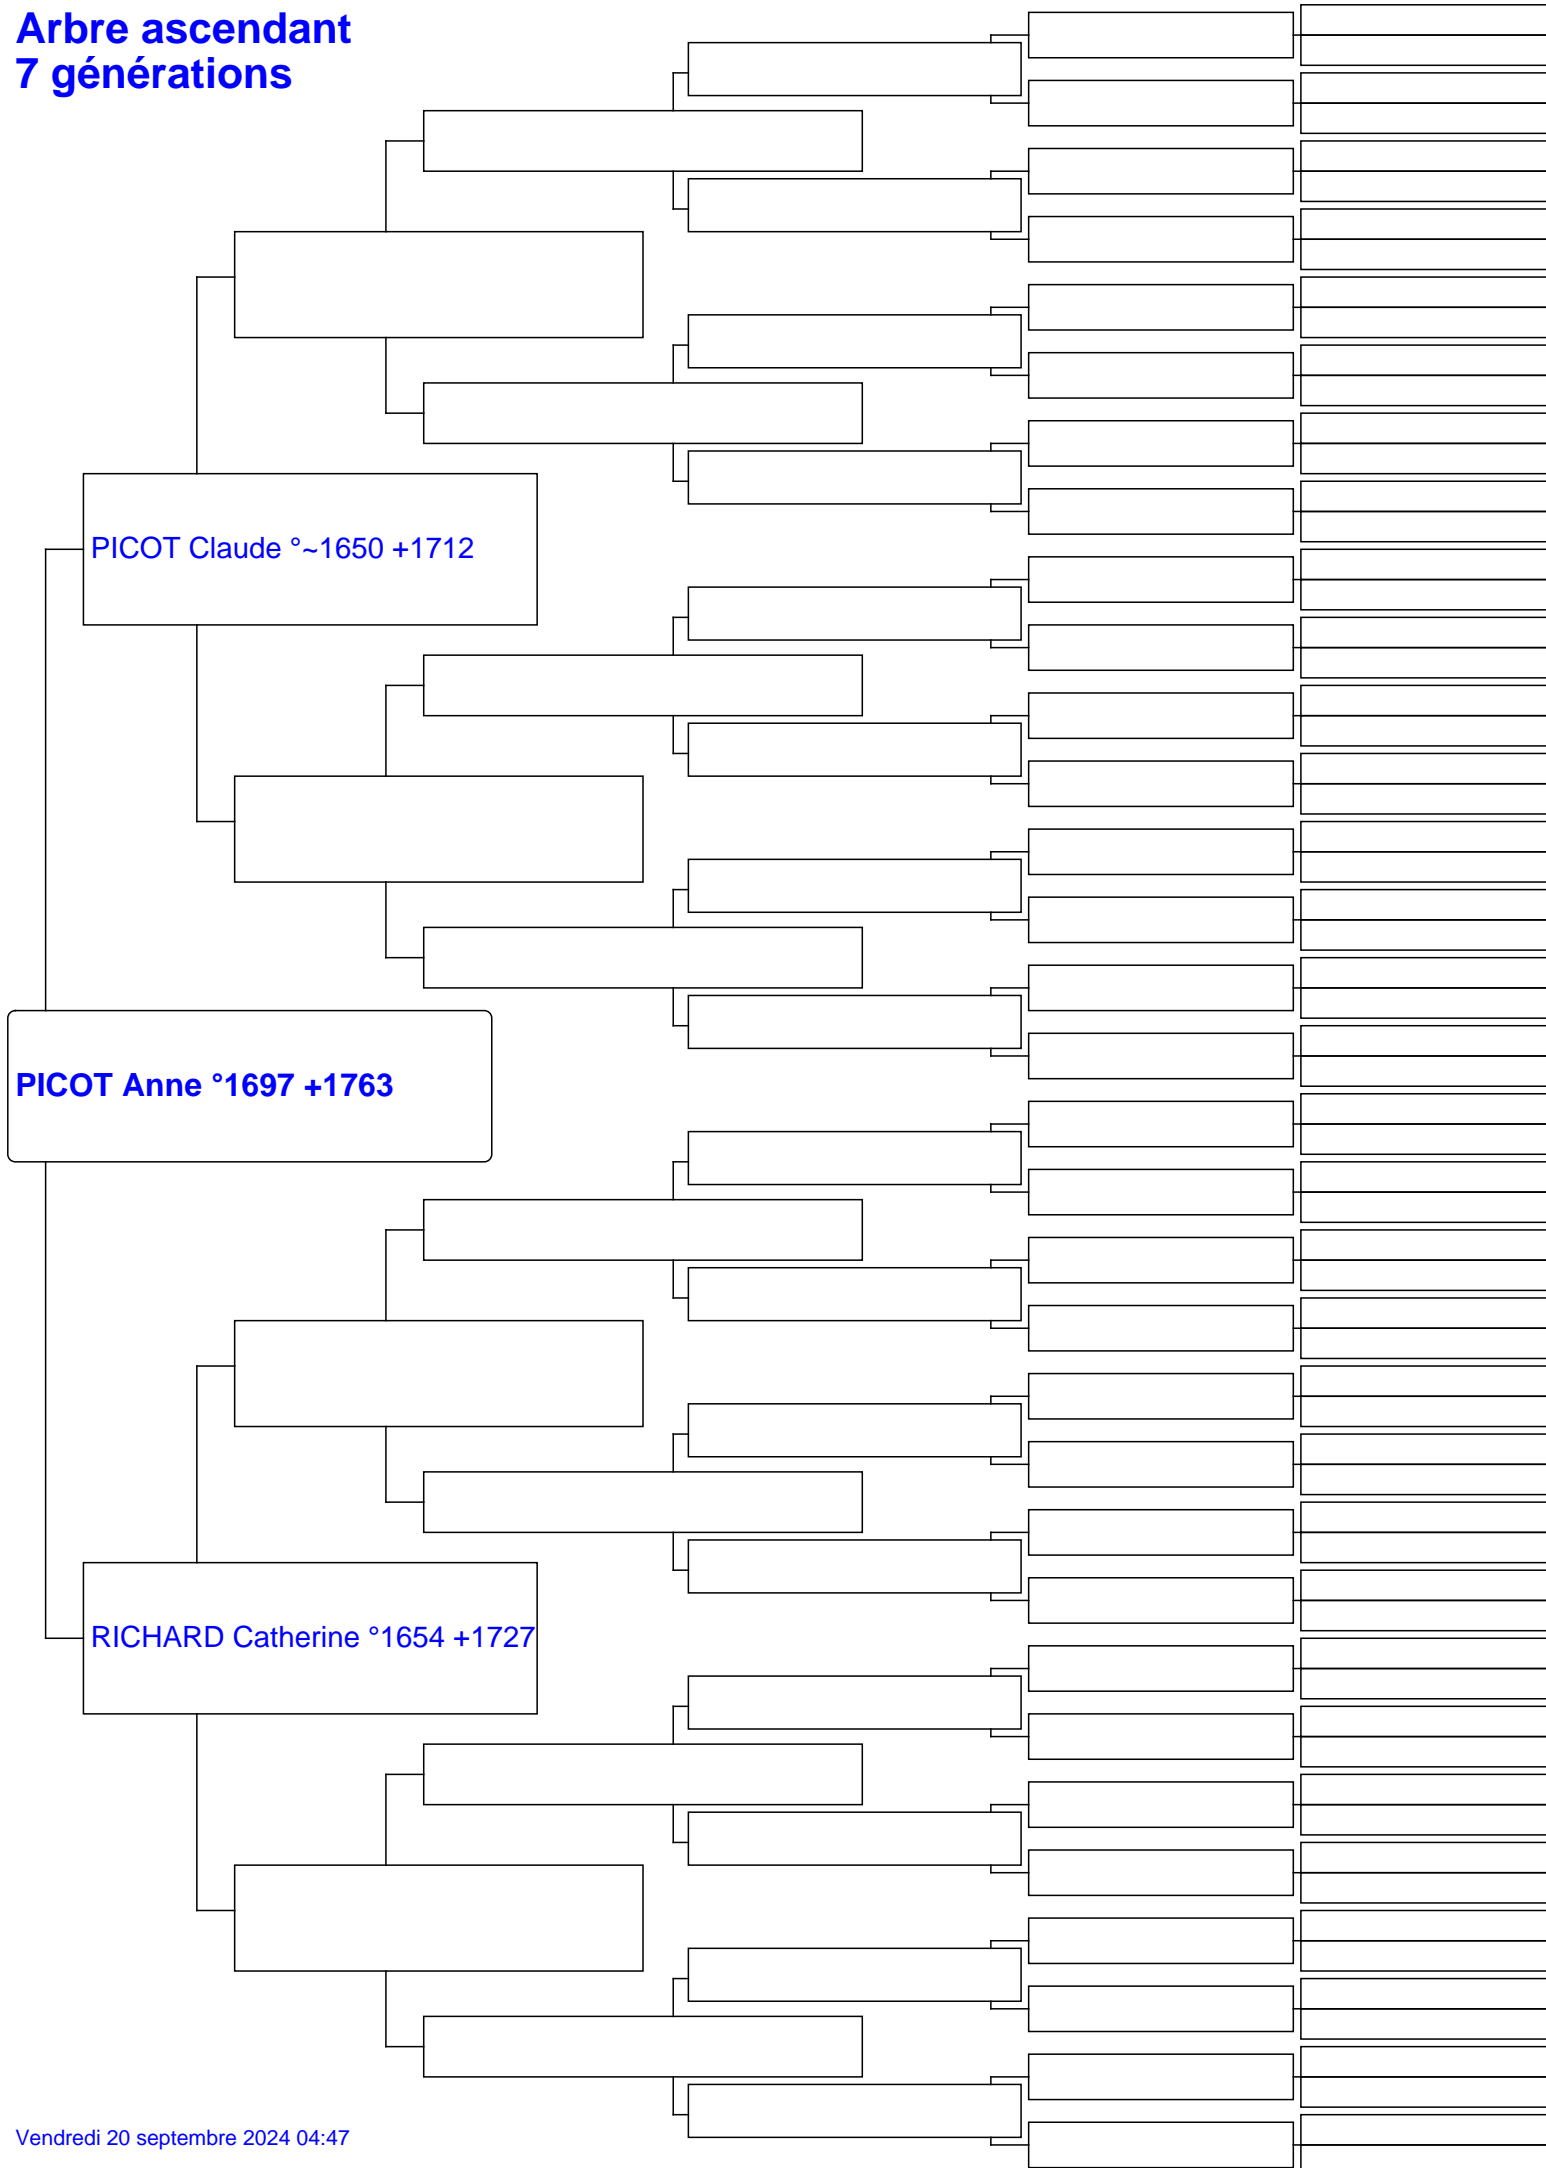 Arbre ascendant
7 générations
PICOT Claude °~1650 +1712
PICOT Anne °1697 +1763
RICHARD Catherine °1654 +1727
Vendredi 20 septembre 2024 04:47